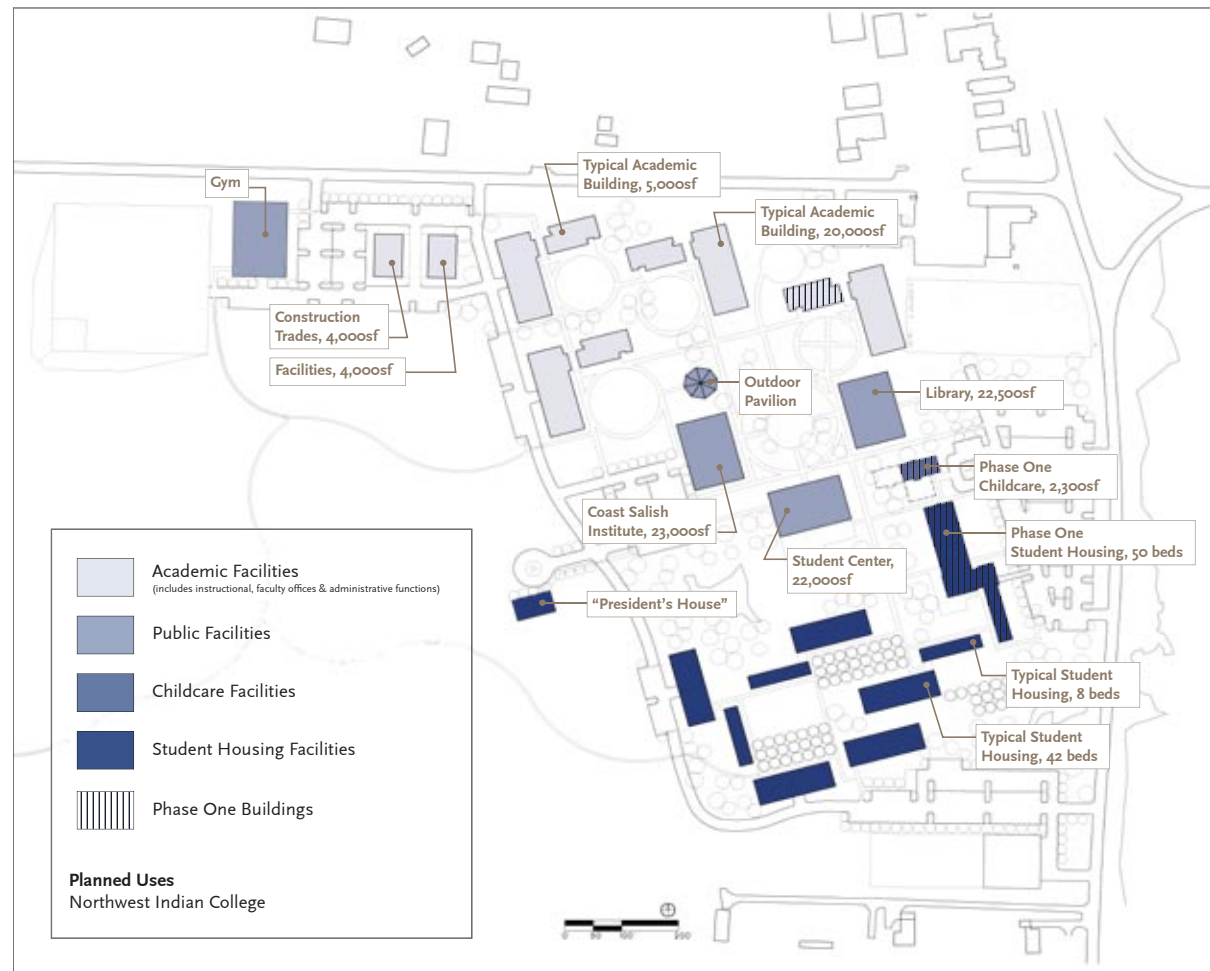 Typical Academic
Building, 5,000sf
Gym
Typical Academic
Building, 20,000sf
Construction
Trades, 4,000sf
Facilities, 4,000sf
Outdoor
Pavilion
Library, 22,500sf
Phase One
Childcare, 2,300sf
Coast Salish
Institute, 23,000sf
Phase One
Student Housing, 50 beds
Student Center,
22,000sf
"President's House"
Typical Student
Housing, 8 beds
Typical Student
Housing, 42 beds
Academic Facilities
(includes instructional, faculty offices & administrative functions)
Public Facilities
Childcare Facilities
Student Housing Facilities
Phase One Buildings
Planned Uses
Northwest Indian College